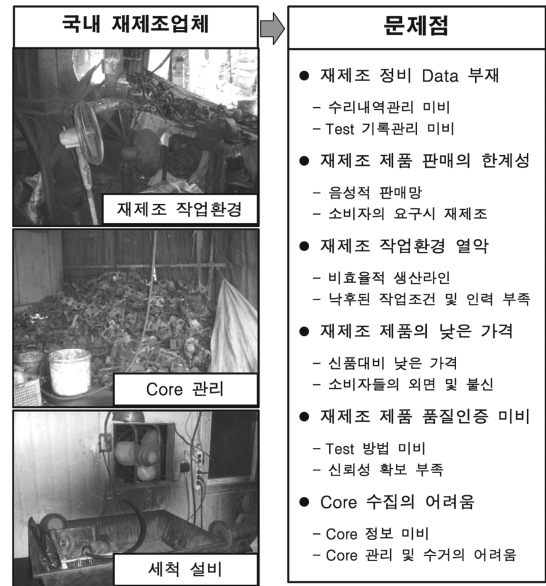 국내 재제조업체
재제조 작업환경
Core 관리
세척 설비
문제점
● 재제조 정비 Data 부재
– 수리내역관리 미비
– Test 기록관리 미비
● 재제조 제품 판매의 한계성
– 음성적 판매망
– 소비자의 요구시 재제조
● 재제조 작업환경 열악
– 비효율적 생산라인
– 낙후된 작업조건 및 인력 부족
● 재제조 제품의 낮은 가격
– 신품대비 낮은 가격
– 소비자들의 외면 및 불신
● 재제조 제품 품질인증 미비
– Test 방법 미비
– 신뢰성 확보 부족
● Core 수집의 어려움
– Core 정보 미비
– Core 관리 및 수거의 어려움